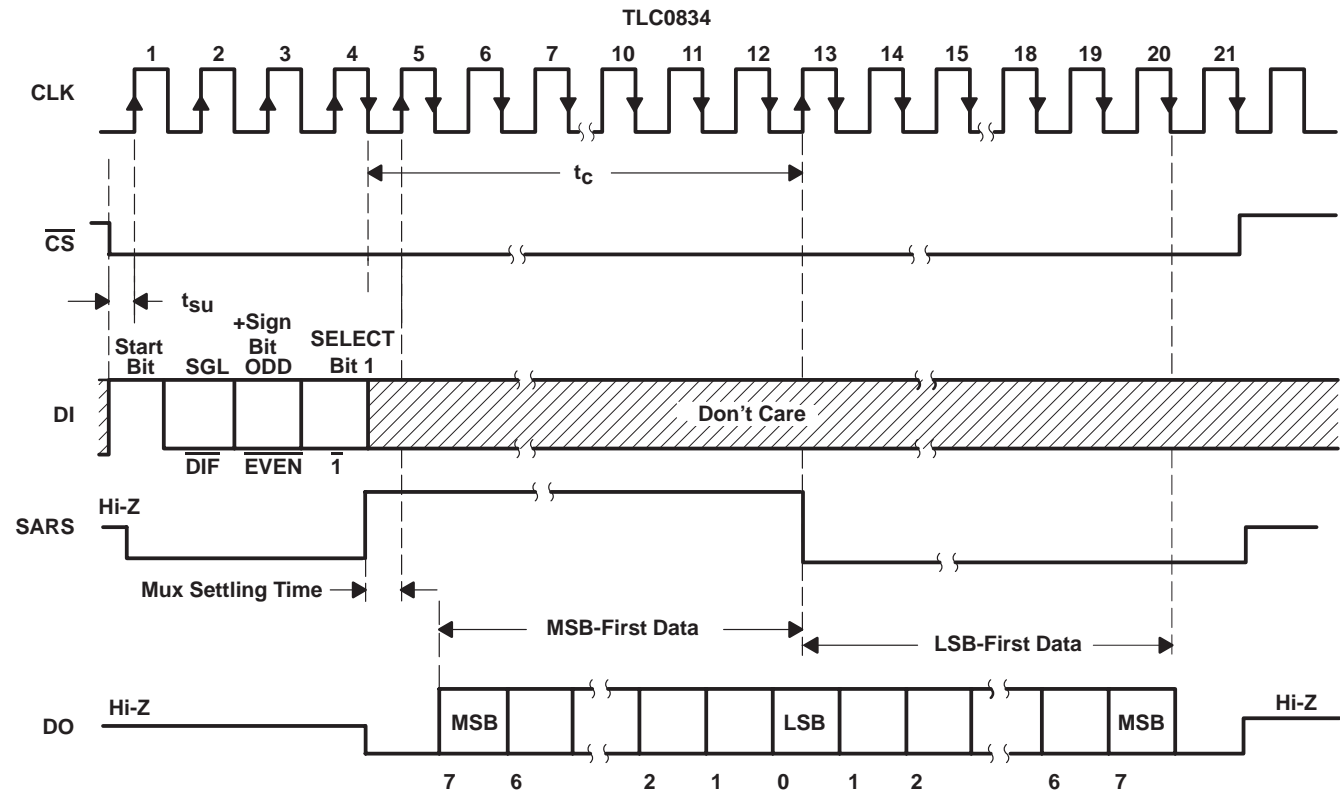 TLC0834
1 2 3 4 5 6 7 10 11 12 13 14 15 18 19 20 21
CLK
tc
CS
tsu
Start Bit
SGL
+Sign Bit ODD
SELECT Bit 1
DI
Don't Care
DIF EVEN 1
Hi-Z
SARS
Mux Settling Time
MSB-First Data
LSB-First Data
Hi-Z
Hi-Z
DO
MSB LSB MSB
7 6 2 1 0 1 2 6 7